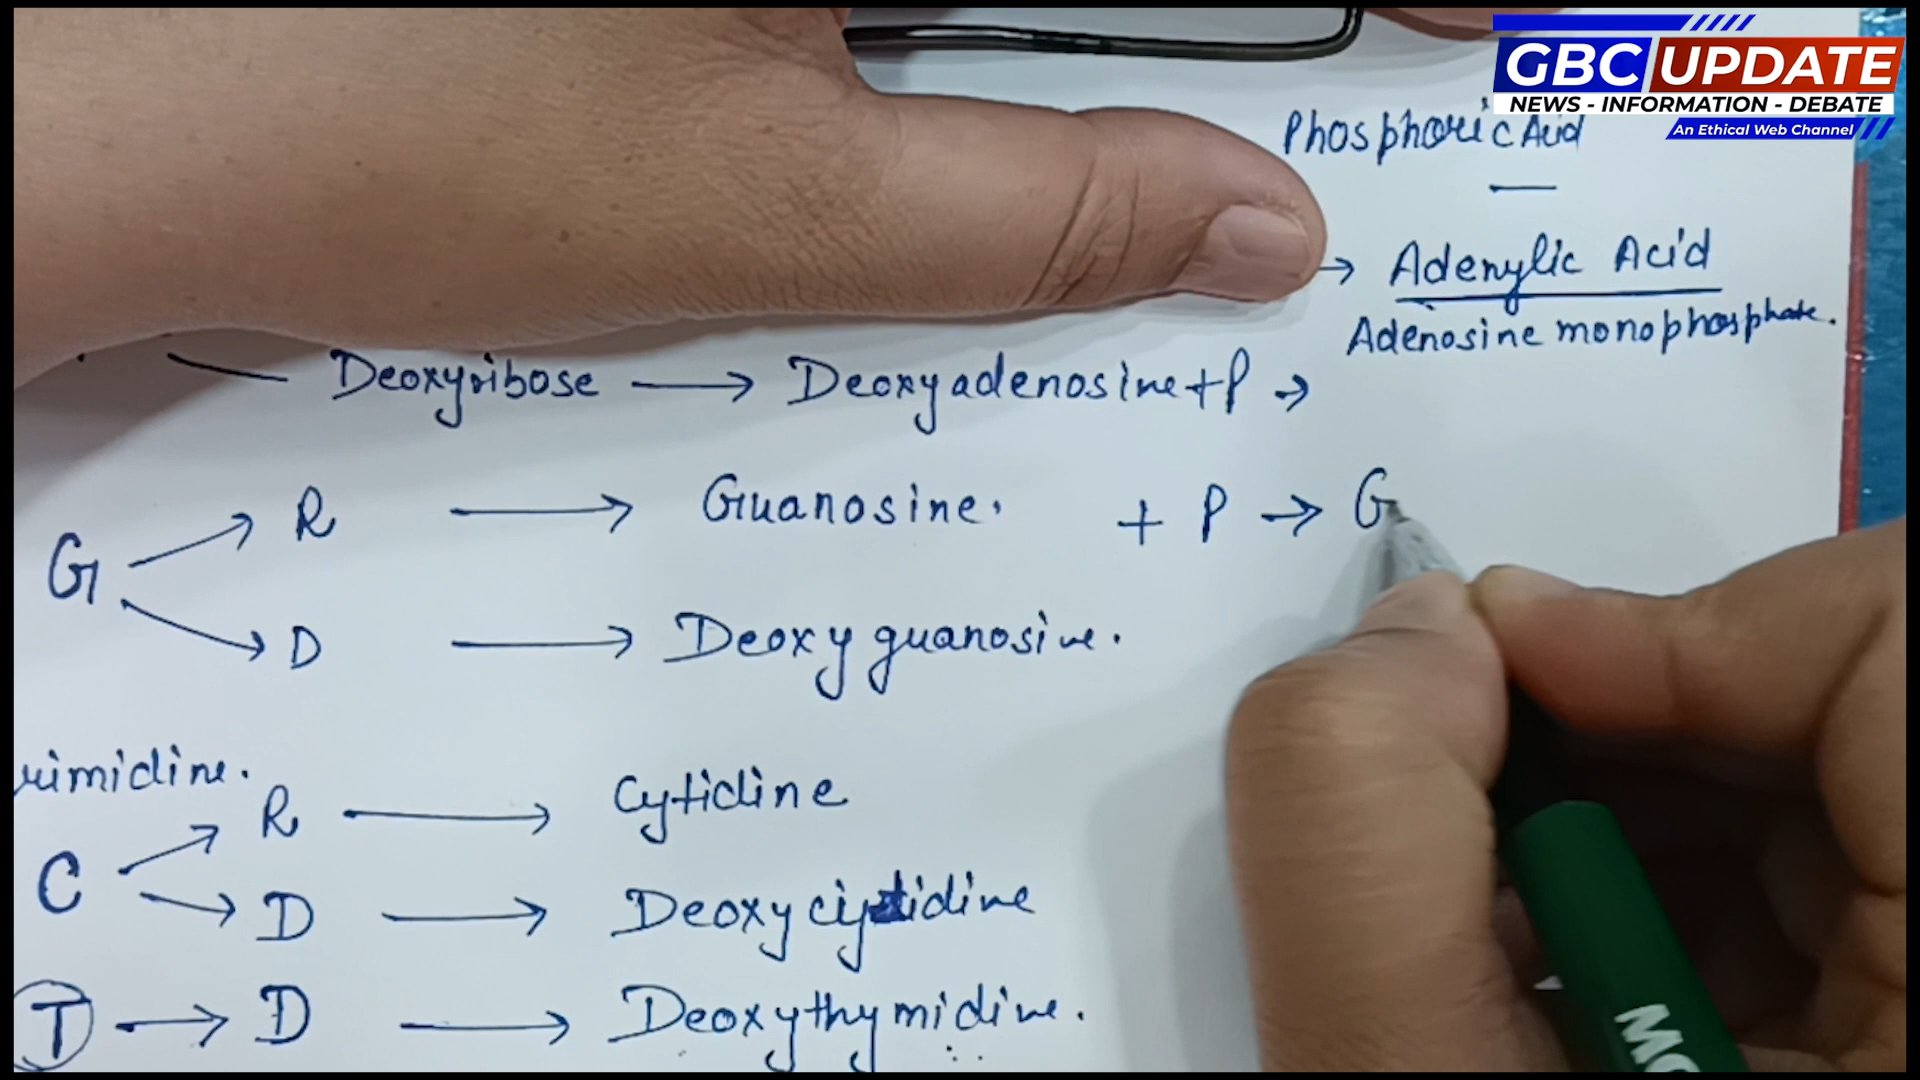 GBC UPDATE
NEWS - INFORMATION - DEBATE
An Ethical Web Channel
Phosphoric Acid
→ Adenylic Acid
Adenosine monophosphate.
Deoxyribose → Deoxyadenosine + P →
G → R → Guanosine. + P → G
→ D → Deoxyguanosine.
rimidine.
C → R → Cytidine
→ D → Deoxycytidine
T → D → Deoxythymidine.